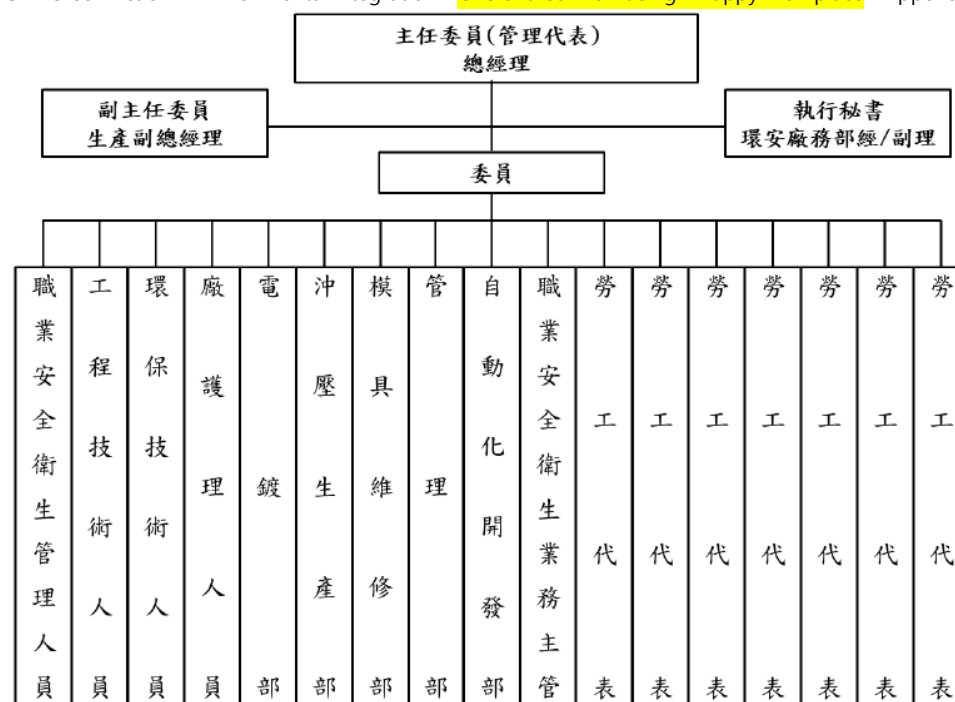 主任委員(管理代表)
總經理
副主任委員
生產副總經理
執行秘書
環安廠務部經/副理
委員
職業安全衛生管理人員
工程技術人員
環保技術人員
廠護理人員
電鍍部
沖壓生產部
模具維修部
管理部
自動化開發部
職業安全衛生業務主管
勞工代表
勞工代表
勞工代表
勞工代表
勞工代表
勞工代表
勞工代表